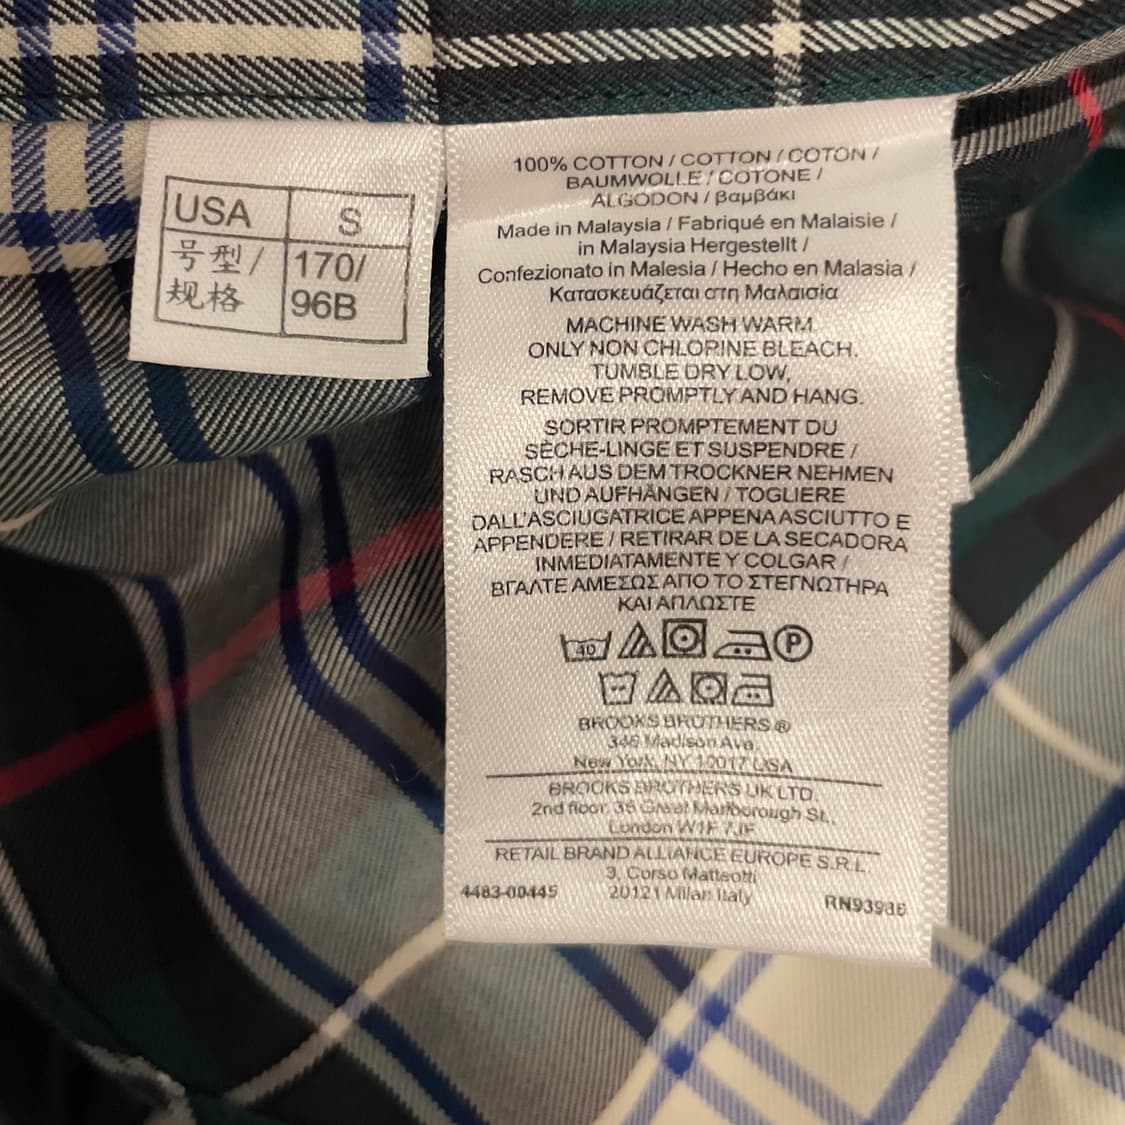 USA S
号型/ 170/
规格 96B
100% COTTON / COTTON / COTON /
BAUMWOLLE / COTONE /
ALGODON / βαμβάκι
Made in Malaysia / Fabriqué en Malaisie /
in Malaysia Hergestellt /
Confezionato in Malesia / Hecho en Malasia /
Κατασκευάζεται στη Μαλαισία
MACHINE WASH WARM.
ONLY NON CHLORINE BLEACH.
TUMBLE DRY LOW,
REMOVE PROMPTLY AND HANG.
SORTIR PROMPTEMENT DU
SÈCHE-LINGE ET SUSPENDRE /
RASCH AUS DEM TROCKNER NEHMEN
UND AUFHÄNGEN / TOGLIERE
DALL'ASCIUGATRICE APPENA ASCIUTTO E
APPENDERE / RETIRAR DE LA SECADORA
INMEDIATAMENTE Y COLGAR /
ΒΓΑΛΤΕ ΑΜΕΣΩΣ ΑΠΟ ΤΟ ΣΤΕΓΝΩΤΗΡΑ
ΚΑΙ ΑΠΛΩΣΤΕ
40 P
BROOKS BROTHERS ®
346 Madison Ave.
New York, NY 10017 USA
BROOKS BROTHERS UK LTD.
2nd floor, 36 Great Marlborough St.,
London W1F 7JF
RETAIL BRAND ALLIANCE EUROPE S.R.L.
3, Corso Matteotti
4483-00445 20121 Milan Italy RN93936